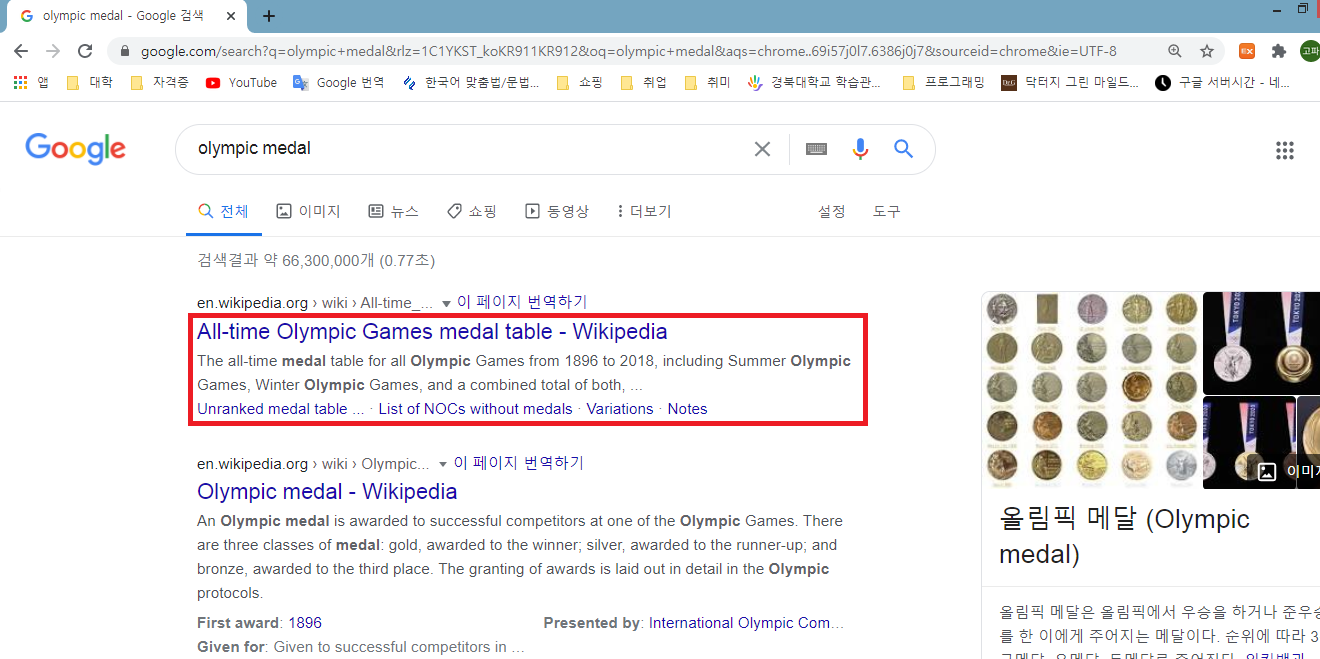 olympic medal - Google 검색
google.com/search?q=olympic+medal&rlz=1C1YKST_koKR911KR912&oq=olympic+medal&aqs=chrome..69i57j0l7.6386j0j7&sourceid=chrome&ie=UTF-8
고파
앱 대학 자격증 YouTube Google 번역 한국어 맞춤법/문법... 쇼핑 취업 취미 경북대학교 학습관... 프로그래밍 닥터지 그린 마일드... 구글 서버시간 - 네...
Google
olympic medal
전체 이미지 뉴스 쇼핑 동영상 더보기 설정 도구
검색결과 약 66,300,000개 (0.77초)
en.wikipedia.org › wiki › All-time_... 이 페이지 번역하기
All-time Olympic Games medal table - Wikipedia
The all-time medal table for all Olympic Games from 1896 to 2018, including Summer Olympic
Games, Winter Olympic Games, and a combined total of both, ...
Unranked medal table ... · List of NOCs without medals · Variations · Notes
en.wikipedia.org › wiki › Olympic... 이 페이지 번역하기
Olympic medal - Wikipedia
An Olympic medal is awarded to successful competitors at one of the Olympic Games. There
are three classes of medal: gold, awarded to the winner; silver, awarded to the runner-up; and
bronze, awarded to the third place. The granting of awards is laid out in detail in the Olympic
protocols.
First award: 1896 Presented by: International Olympic Com...
Given for: Given to successful competitors in ...
이미지
올림픽 메달 (Olympic
medal)
올림픽 메달은 올림픽에서 우승을 하거나 준우승
를 한 이에게 주어지는 메달이다. 순위에 따라 3